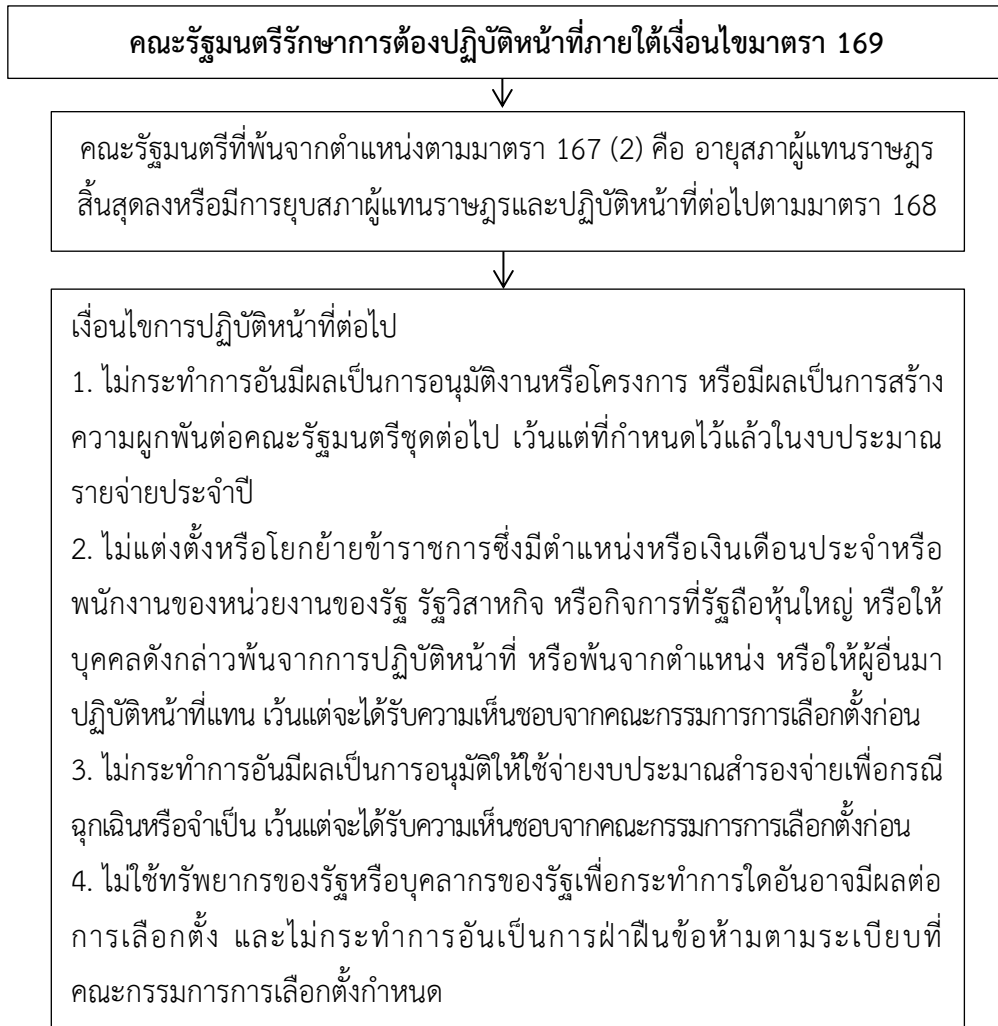 คณะรัฐมนตรีรักษาการต้องปฏิบัติหน้าที่ภายใต้เงื่อนไขมาตรา 169
คณะรัฐมนตรีที่พ้นจากตำแหน่งตามมาตรา 167 (2) คือ อายุสภาผู้แทนราษฎร
สิ้นสุดลงหรือมีการยุบสภาผู้แทนราษฎรและปฏิบัติหน้าที่ต่อไปตามมาตรา 168
เงื่อนไขการปฏิบัติหน้าที่ต่อไป
1. ไม่กระทำการอันมีผลเป็นการอนุมัติงานหรือโครงการ หรือมีผลเป็นการสร้าง
ความผูกพันต่อคณะรัฐมนตรีชุดต่อไป เว้นแต่ที่กำหนดไว้แล้วในงบประมาณ
รายจ่ายประจำปี
2. ไม่แต่งตั้งหรือโยกย้ายข้าราชการซึ่งมีตำแหน่งหรือเงินเดือนประจำหรือ
พนักงานของหน่วยงานของรัฐ รัฐวิสาหกิจ หรือกิจการที่รัฐถือหุ้นใหญ่ หรือให้
บุคคลดังกล่าวพ้นจากการปฏิบัติหน้าที่ หรือพ้นจากตำแหน่ง หรือให้ผู้อื่นมา
ปฏิบัติหน้าที่แทน เว้นแต่จะได้รับความเห็นชอบจากคณะกรรมการการเลือกตั้งก่อน
3. ไม่กระทำการอันมีผลเป็นการอนุมัติให้ใช้จ่ายงบประมาณสำรองจ่ายเพื่อกรณี
ฉุกเฉินหรือจำเป็น เว้นแต่จะได้รับความเห็นชอบจากคณะกรรมการการเลือกตั้งก่อน
4. ไม่ใช้ทรัพยากรของรัฐหรือบุคลากรของรัฐเพื่อกระทำการใดอันอาจมีผลต่อ
การเลือกตั้ง และไม่กระทำการอันเป็นการฝ่าฝืนข้อห้ามตามระเบียบที่
คณะกรรมการการเลือกตั้งกำหนด